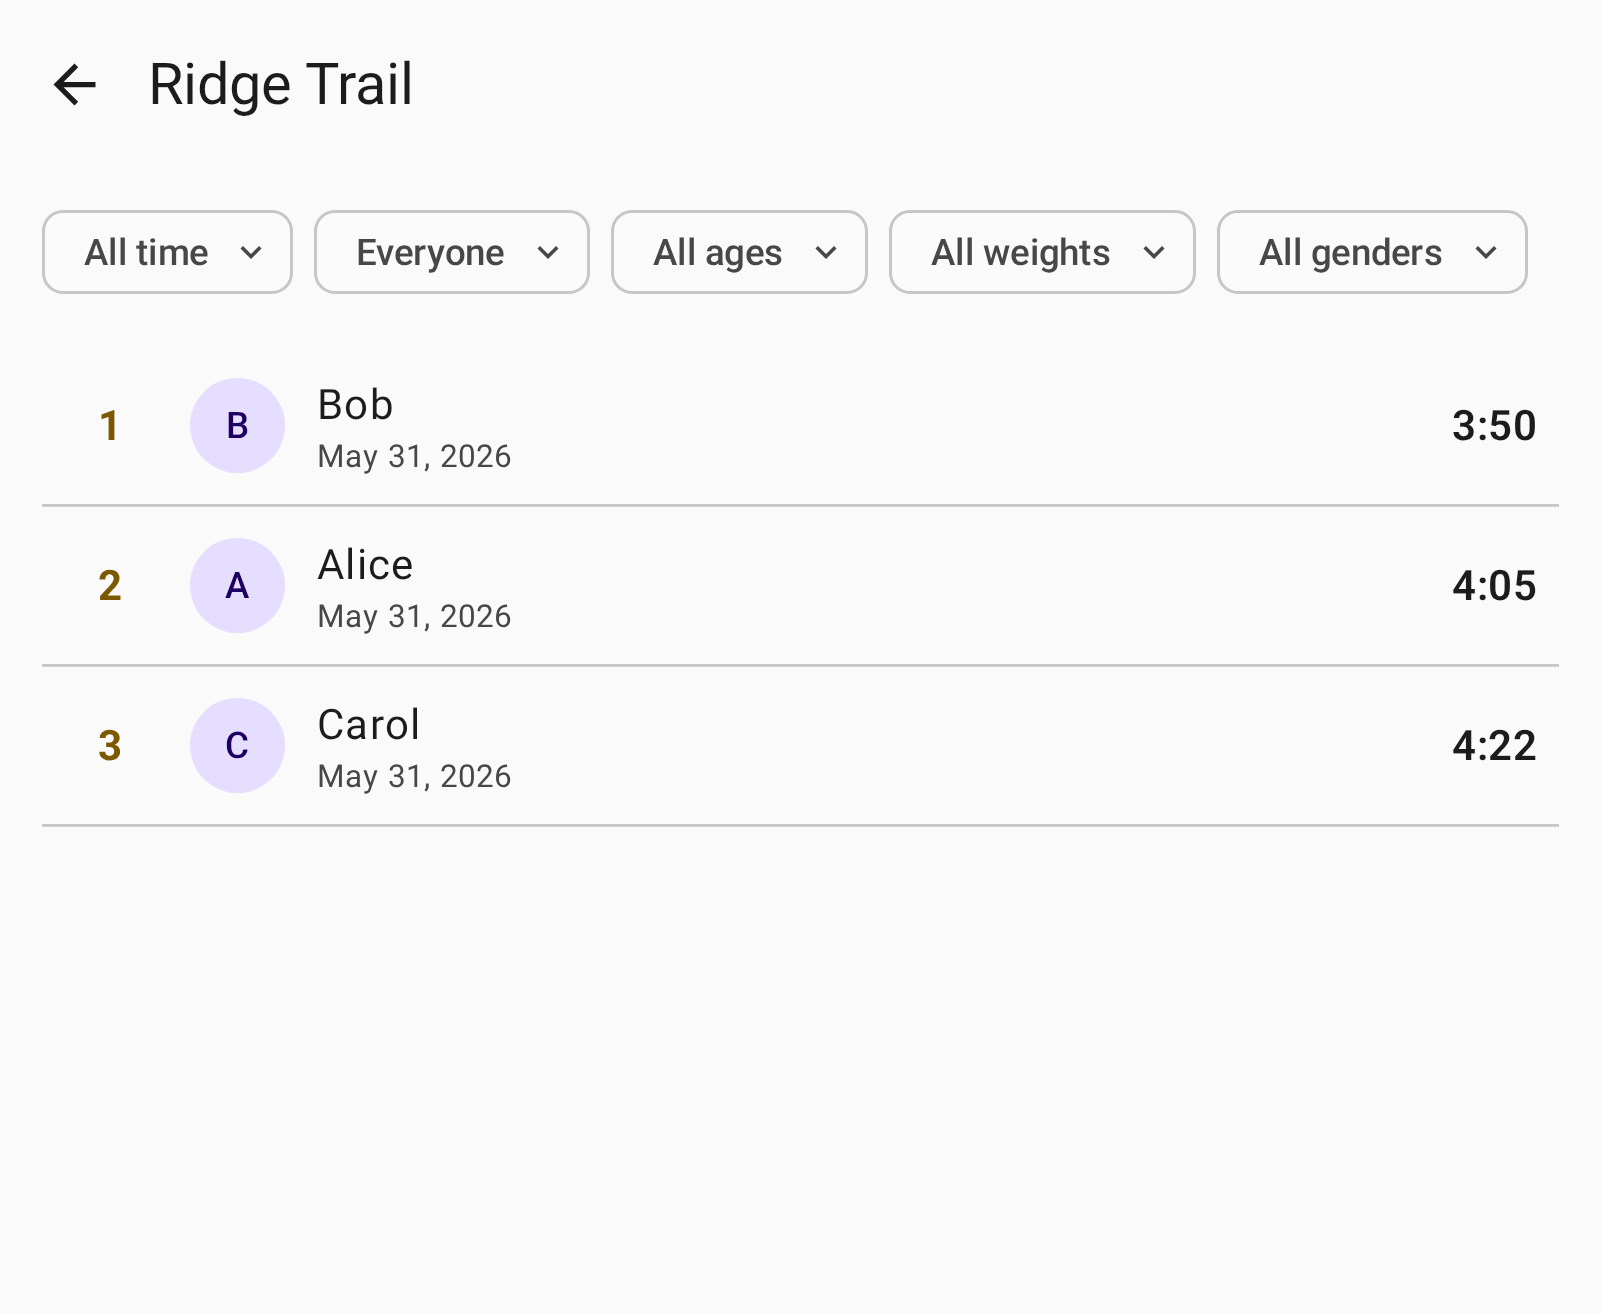 Ridge Trail
All time
Everyone
All ages
All weights
All genders
1
B
Bob
May 31, 2026
3:50
2
A
Alice
May 31, 2026
4:05
3
C
Carol
May 31, 2026
4:22